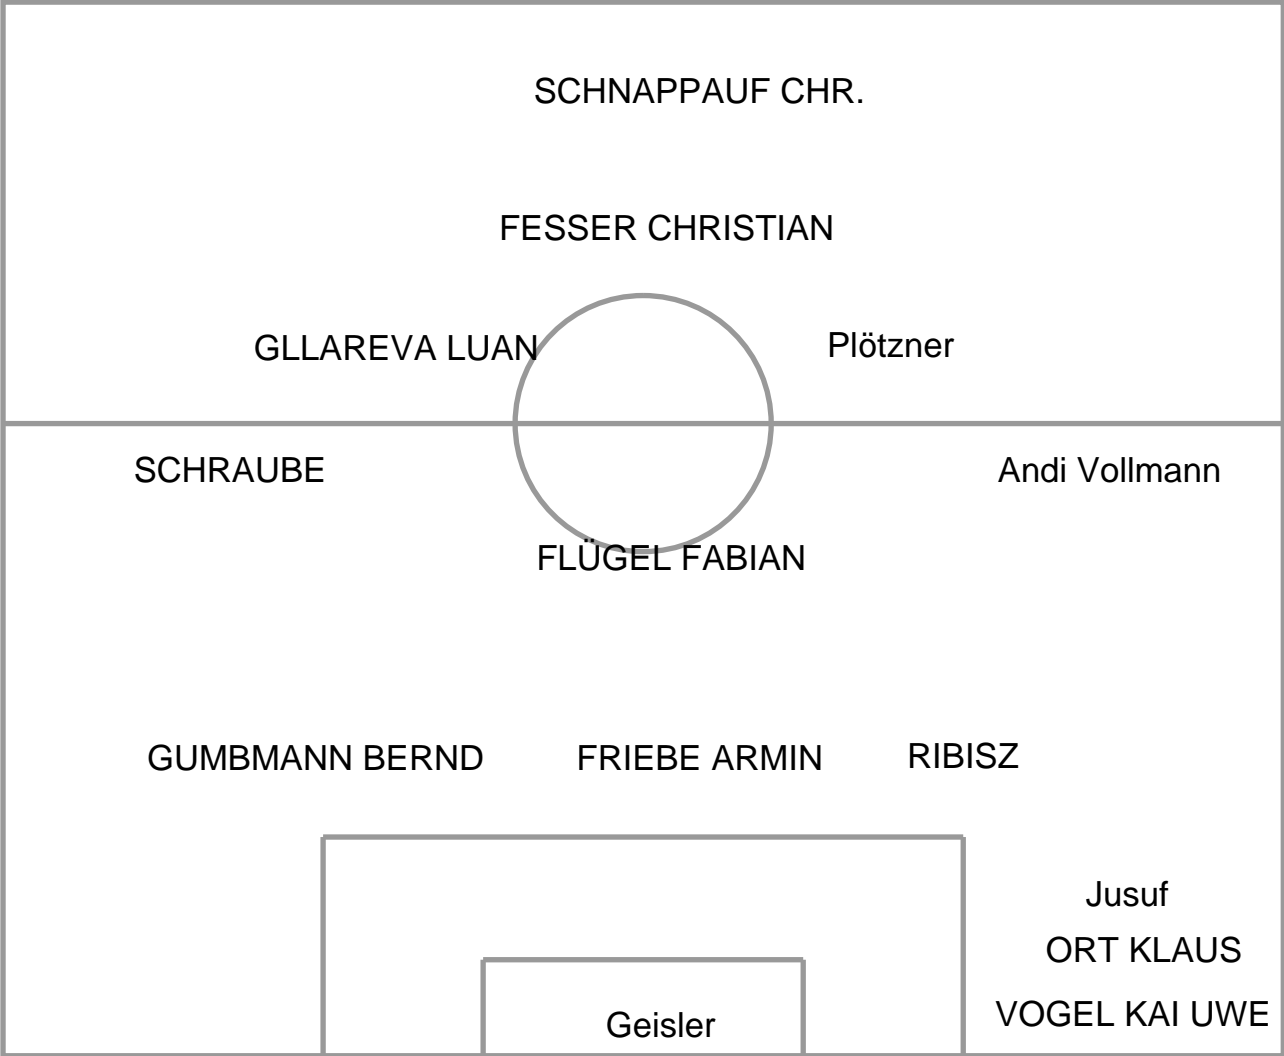 SCHNAPPAUF CHR.
FESSER CHRISTIAN
GLLAREVA LUAN
Plötzner
SCHRAUBE
Andi Vollmann
FLÜGEL FABIAN
GUMBMANN BERND
FRIEBE ARMIN
RIBISZ
Jusuf
ORT KLAUS
VOGEL KAI UWE
Geisler